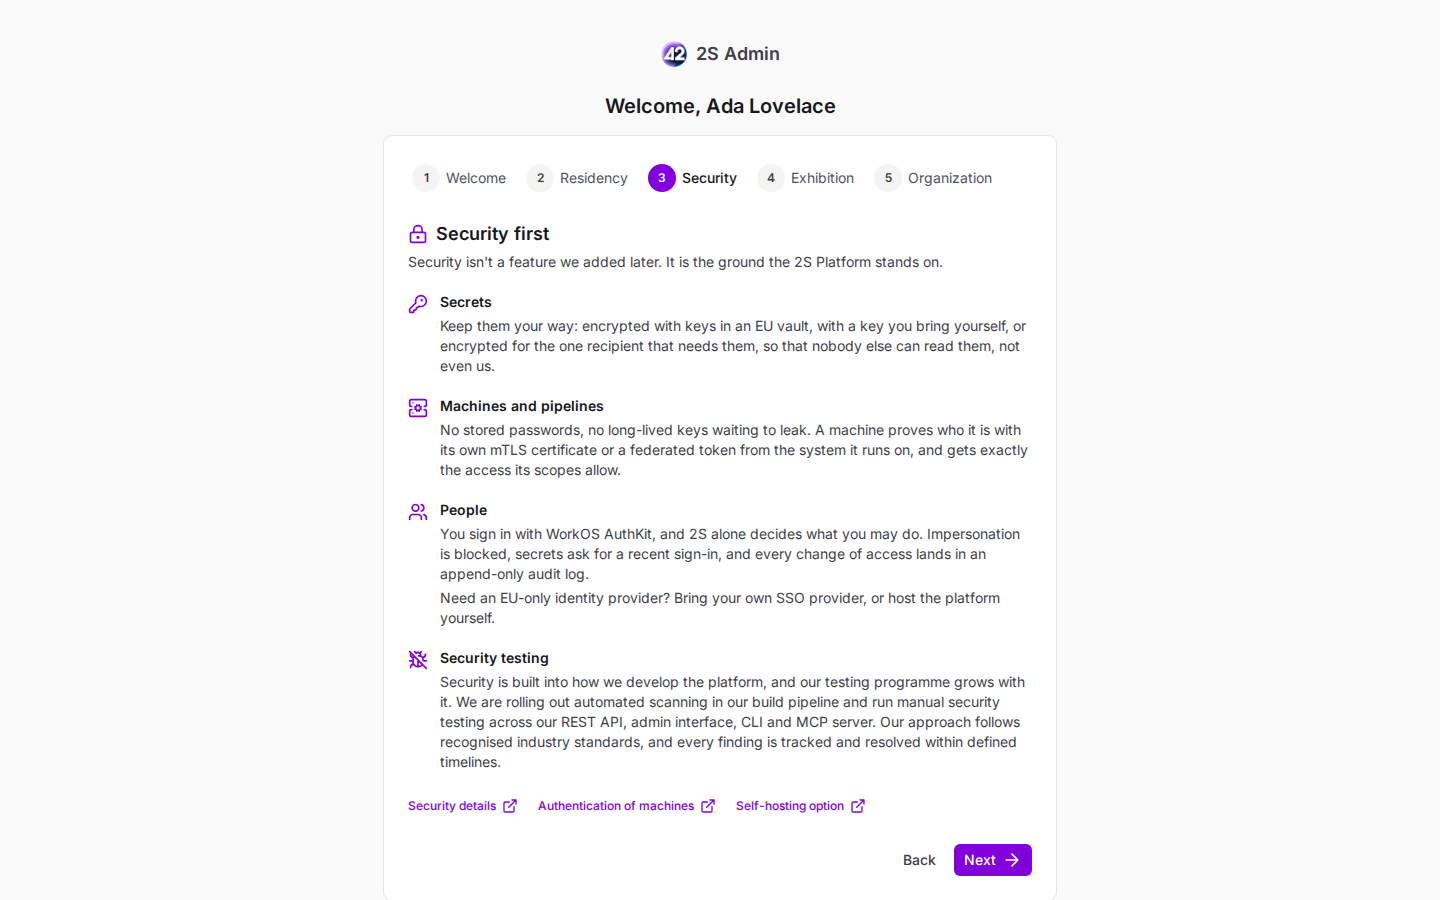 42 2S Admin
Welcome, Ada Lovelace
1 Welcome 2 Residency 3 Security 4 Exhibition 5 Organization
Security first
Security isn't a feature we added later. It is the ground the 2S Platform stands on.
Secrets
Keep them your way: encrypted with keys in an EU vault, with a key you bring yourself, or
encrypted for the one recipient that needs them, so that nobody else can read them, not
even us.
Machines and pipelines
No stored passwords, no long-lived keys waiting to leak. A machine proves who it is with
its own mTLS certificate or a federated token from the system it runs on, and gets exactly
the access its scopes allow.
People
You sign in with WorkOS AuthKit, and 2S alone decides what you may do. Impersonation
is blocked, secrets ask for a recent sign-in, and every change of access lands in an
append-only audit log.
Need an EU-only identity provider? Bring your own SSO provider, or host the platform
yourself.
Security testing
Security is built into how we develop the platform, and our testing programme grows with
it. We are rolling out automated scanning in our build pipeline and run manual security
testing across our REST API, admin interface, CLI and MCP server. Our approach follows
recognised industry standards, and every finding is tracked and resolved within defined
timelines.
Security details Authentication of machines Self-hosting option
Back Next